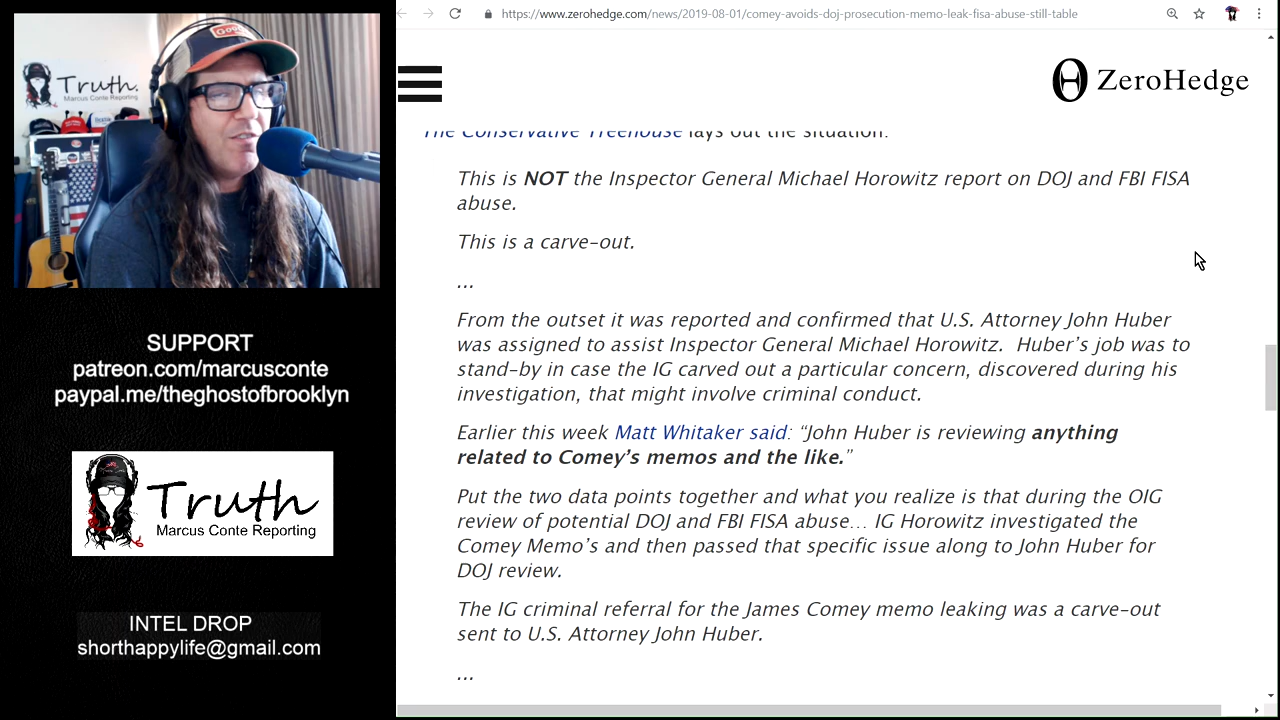 https://www.zerohedge.com/news/2019-08-01/comey-avoids-doj-prosecution-memo-leak-fisa-abuse-still-table
ZeroHedge
The Conservative Treehouse lays out the situation:
This is NOT the Inspector General Michael Horowitz report on DOJ and FBI FISA
abuse.
This is a carve-out.
...
From the outset it was reported and confirmed that U.S. Attorney John Huber
was assigned to assist Inspector General Michael Horowitz.  Huber’s job was to
stand-by in case the IG carved out a particular concern, discovered during his
investigation, that might involve criminal conduct.
Earlier this week Matt Whitaker said: “John Huber is reviewing anything
related to Comey’s memos and the like.”
Put the two data points together and what you realize is that during the OIG
review of potential DOJ and FBI FISA abuse… IG Horowitz investigated the
Comey Memo’s and then passed that specific issue along to John Huber for
DOJ review.
The IG criminal referral for the James Comey memo leaking was a carve-out
sent to U.S. Attorney John Huber.
...
Truth.
Marcus Conte Reporting
SUPPORT
patreon.com/marcusconte
paypal.me/theghostofbrooklyn
Truth
Marcus Conte Reporting
INTEL DROP
shorthappylife@gmail.com